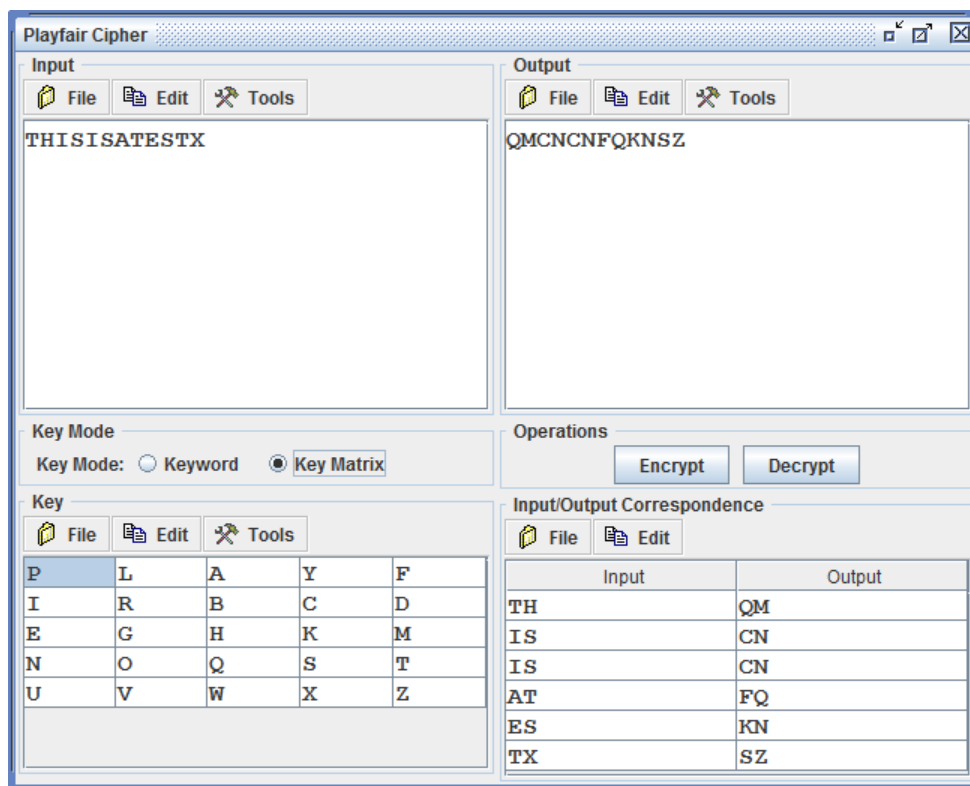 Playfair Cipher
Input
File Edit Tools
THISISATESTX
Output
File Edit Tools
QMCNCNFQKNSZ
Key Mode
Key Mode: Keyword Key Matrix
Operations
Encrypt Decrypt
Key
File Edit Tools
P L A Y F
I R B C D
E G H K M
N O Q S T
U V W X Z
Input/Output Correspondence
File Edit
Input Output
TH QM
IS CN
IS CN
AT FQ
ES KN
TX SZ